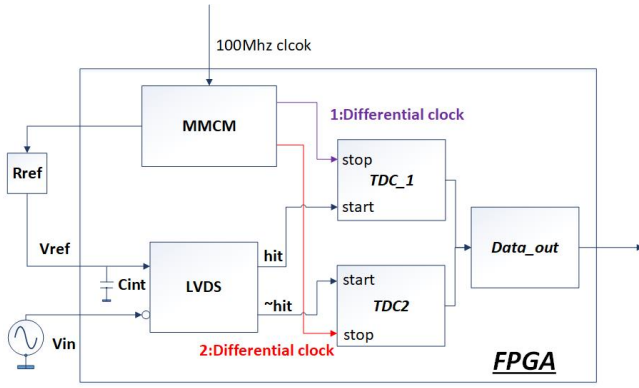 100Mhz clcok
MMCM
1:Differential clock
Rref
stop
TDC_1
start
Vref
hit
Data_out
Cint
LVDS
start
~hit
TDC2
stop
Vin
2:Differential clock
FPGA